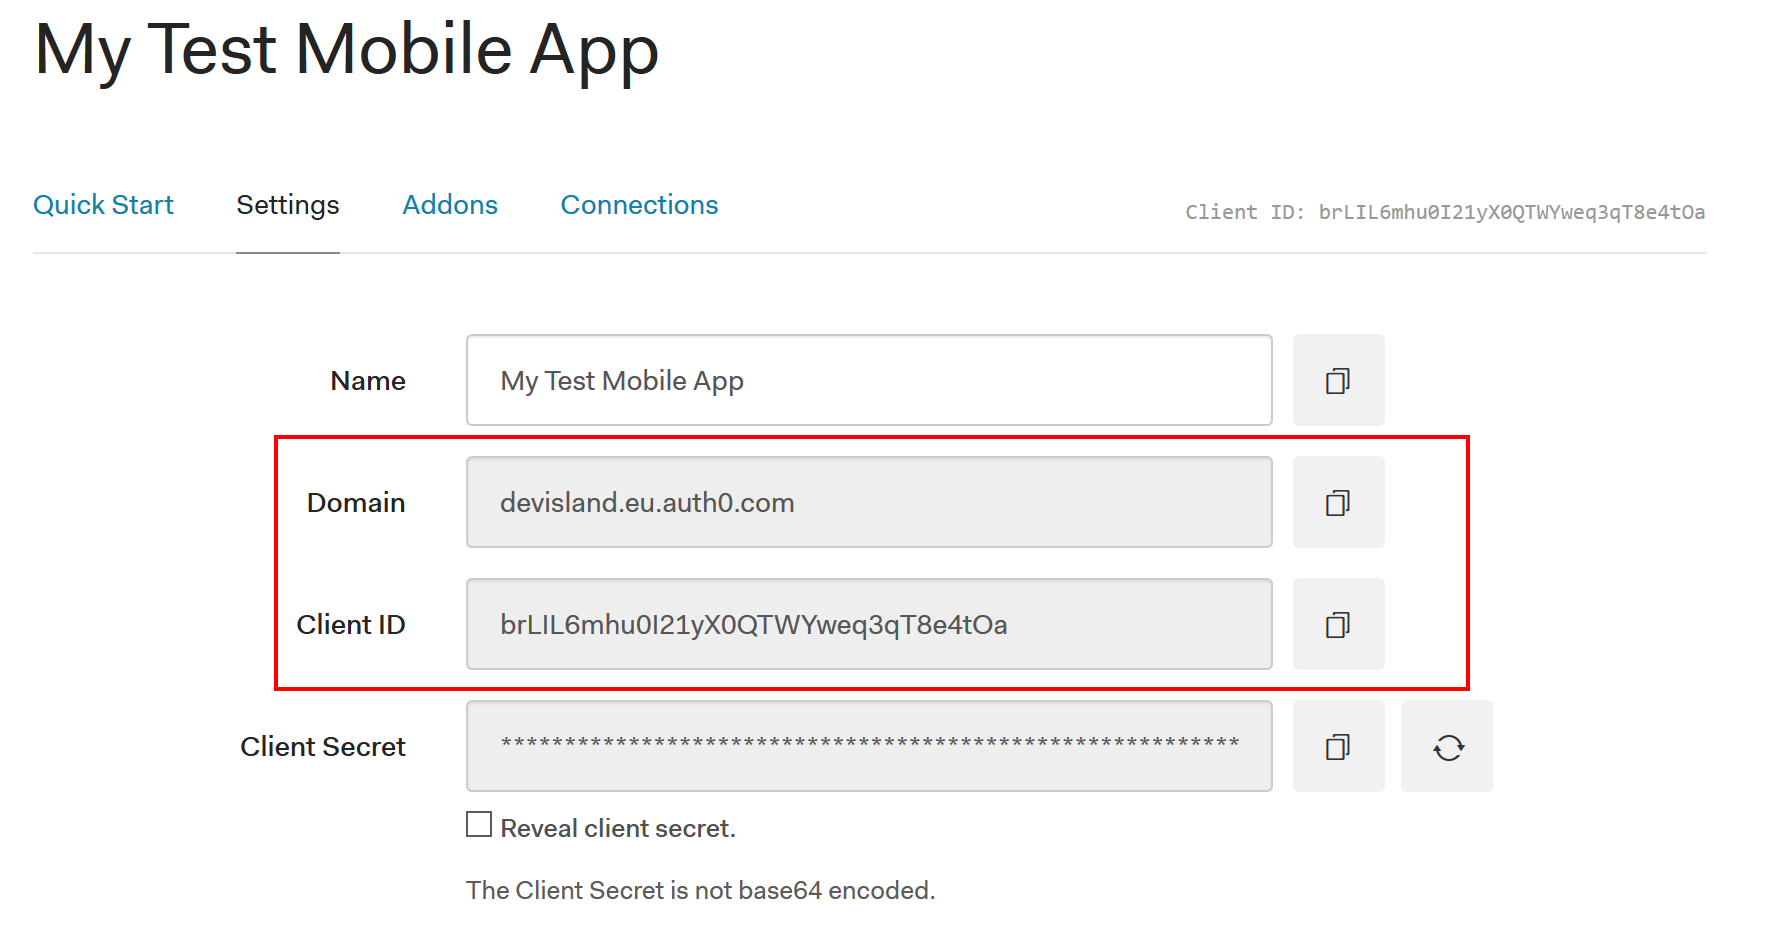 My Test Mobile App
Quick Start Settings Addons Connections Client ID: brLIL6mhu0I21yX0QTWYweq3qT8e4tOa
Name My Test Mobile App
Domain devisland.eu.auth0.com
Client ID brLIL6mhu0I21yX0QTWYweq3qT8e4tOa
Client Secret **********************************************************
Reveal client secret.
The Client Secret is not base64 encoded.